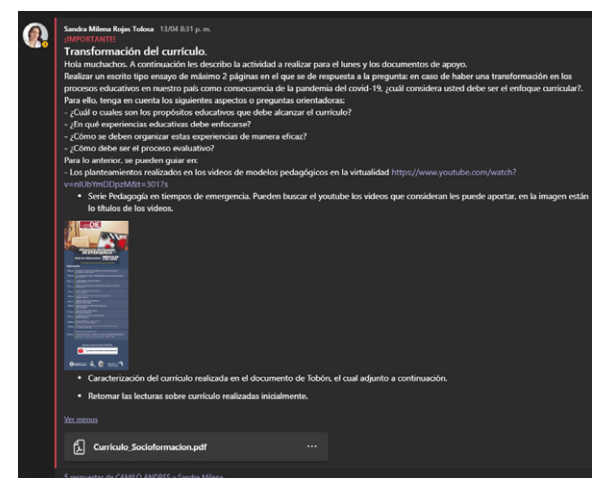 Sandra Milena Rojas Tolosa 13/04 8:31 p. m.
¡IMPORTANTE!
Transformación del currículo.
Hola muchachos. A continuación les describo la actividad a realizar para el lunes y los documentos de apoyo.
Realizar un escrito tipo ensayo de máximo 2 páginas en el que se de respuesta a la pregunta: en caso de haber una transformación en los
procesos educativos en nuestro país como consecuencia de la pandemia del covid-19, ¿cuál considera usted debe ser el enfoque curricular?.
Para ello, tenga en cuenta los siguientes aspectos o preguntas orientadoras:
- ¿Cuál o cuales son los propósitos educativos que debe alcanzar el currículo?
- ¿En qué experiencias educativas debe enfocarse?
- ¿Cómo se deben organizar estas experiencias de manera eficaz?
- ¿Cómo debe ser el proceso evaluativo?
Para lo anterior, se pueden guiar en:
- Los planteamientos realizados en los videos de modelos pedagógicos en la virtualidad https://www.youtube.com/watch?
v=nlUbYmDDpzM&t=3017s
• Serie Pedagogía en tiempos de emergencia. Pueden buscar el youtube los videos que consideran les puede aportar, en la imagen están
lo títulos de los videos.
• Caracterización del currículo realizada en el documento de Tobón, el cual adjunto a continuación.
• Retomar las lecturas sobre currículo realizadas inicialmente.
Ver menos
Curriculo_Socioformacion.pdf
5 respuestas de CAMILO ANDRES y Sandra Milena